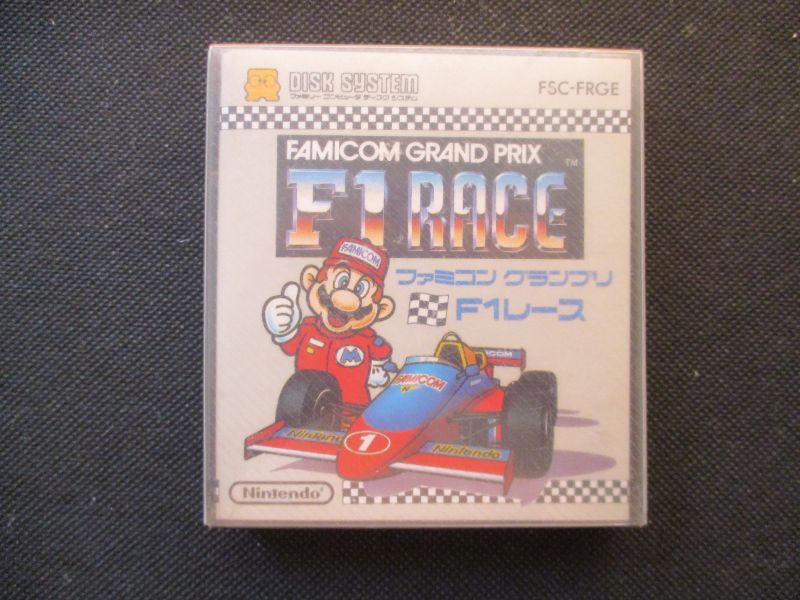 DISK SYSTEM
ファミリー コンピュータ ディスク システム
FSC-FRGE
FAMICOM GRAND PRIX
F1 RACE
TM
ファミコン グランプリ
F1レース
FAMICOM
M
FAMICOM
FAMICOM
Nintendo
1
Nintendo
Nintendo®